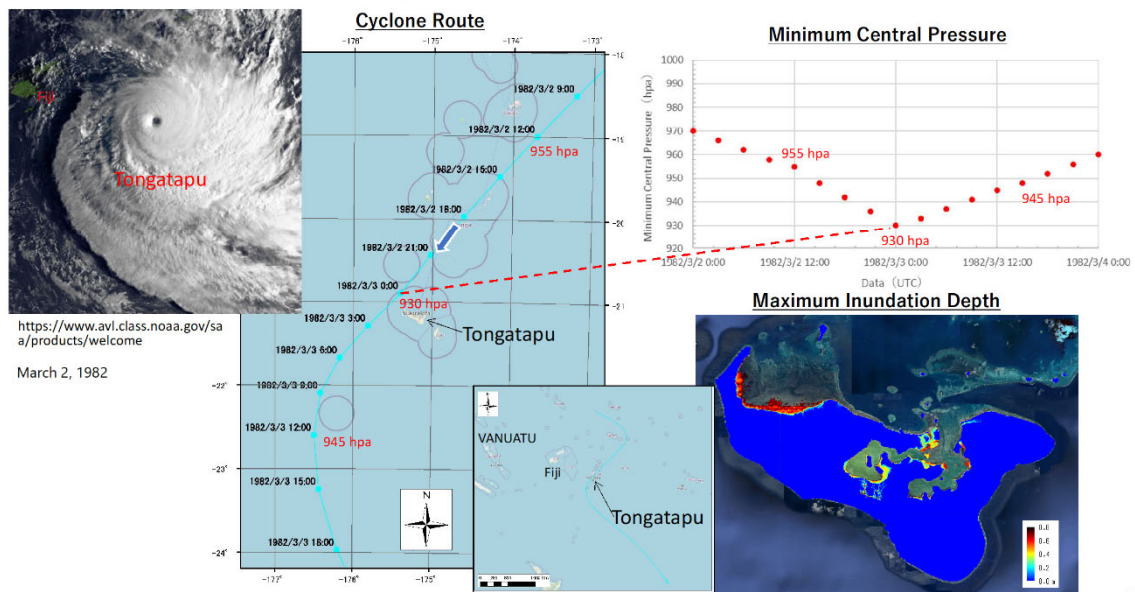 Cyclone Route
Fiji
Tongatapu
https://www.avl.class.noaa.gov/sa
a/products/welcome
March 2, 1982
-176°
-175°
-174°
-173°
1982/3/2 9:00
1982/3/2 12:00
-19°
955 hpa
1982/3/2 15:00
1982/3/2 18:00
-20°
1982/3/2 21:00
1982/3/3 0:00
-21°
930 hpa
1982/3/3 3:00
Tongatapu
1982/3/3 6:00
-22°
1982/3/3 9:00
1982/3/3 12:00
945 hpa
-23°
1982/3/3 15:00
N
1982/3/3 18:00
-24°
-177°
-176°
-175°
VANUATU
Fiji
Tongatapu
Minimum Central Pressure
Minimum Central Pressure (hpa)
1000
990
980
970
960
950
940
930
920
955 hpa
945 hpa
930 hpa
1982/3/2 0:00
1982/3/2 12:00
1982/3/3 0:00
1982/3/3 12:00
1982/3/4 0:00
Data (UTC)
Maximum Inundation Depth
0.8
0.6
0.4
0.2
0.0m